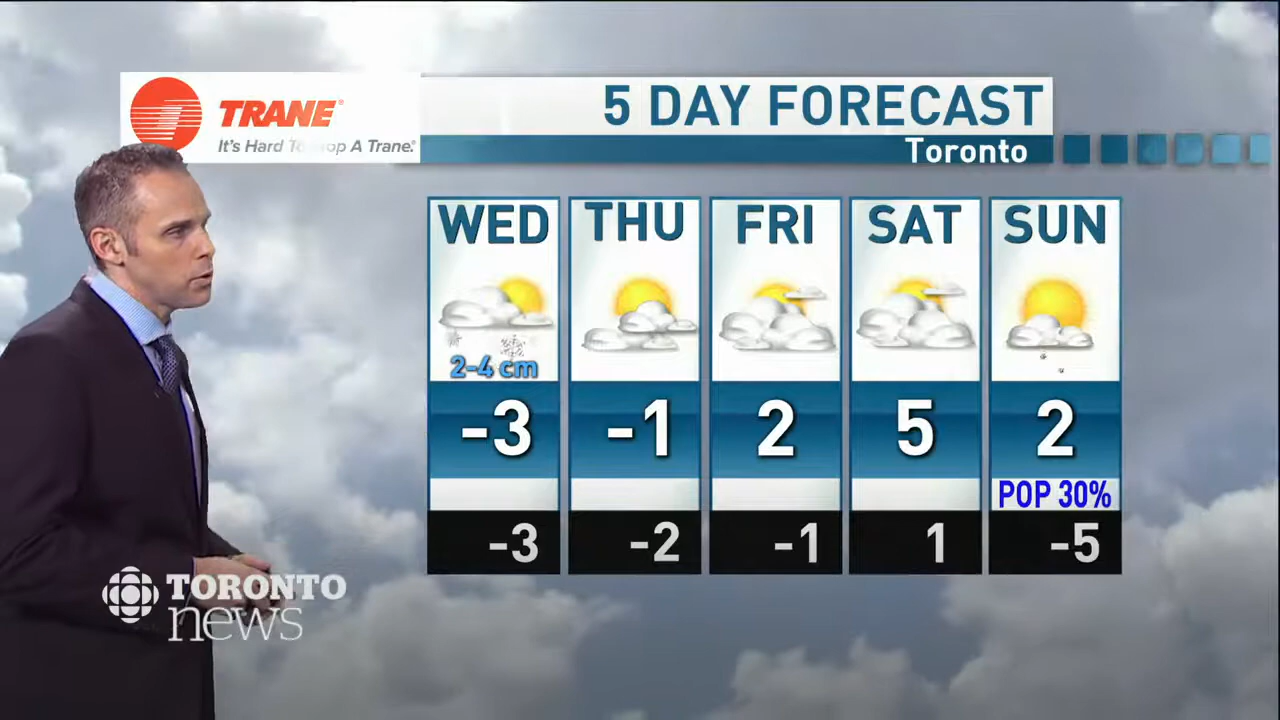 TRANE®
It's Hard To Stop A Trane.®
5 DAY FORECAST
Toronto
WED THU FRI SAT SUN
2-4 cm
-3 -1 2 5 2
POP 30%
-3 -2 -1 1 -5
TORONTO
news